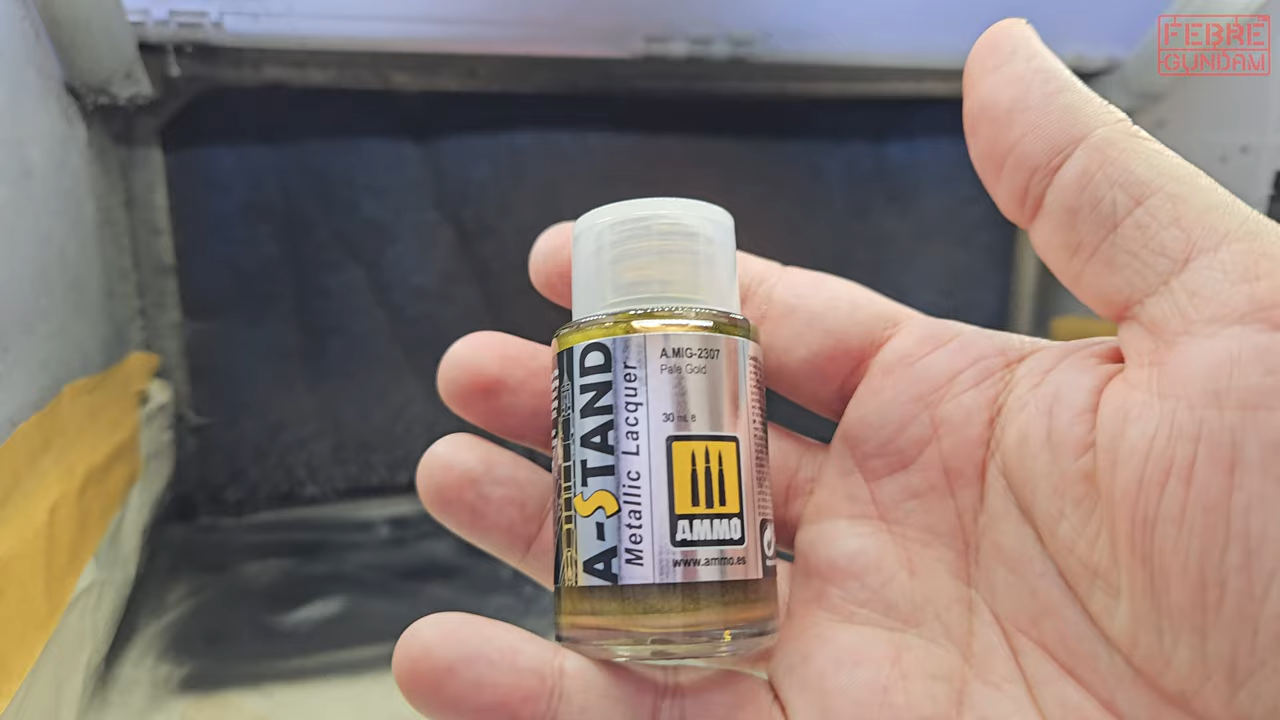 FEBRE
GUNDAM
A.MIG-2307
Pale Gold
30 mL e
A-STAND
Metallic Lacquer
AMMO
www.ammo.es